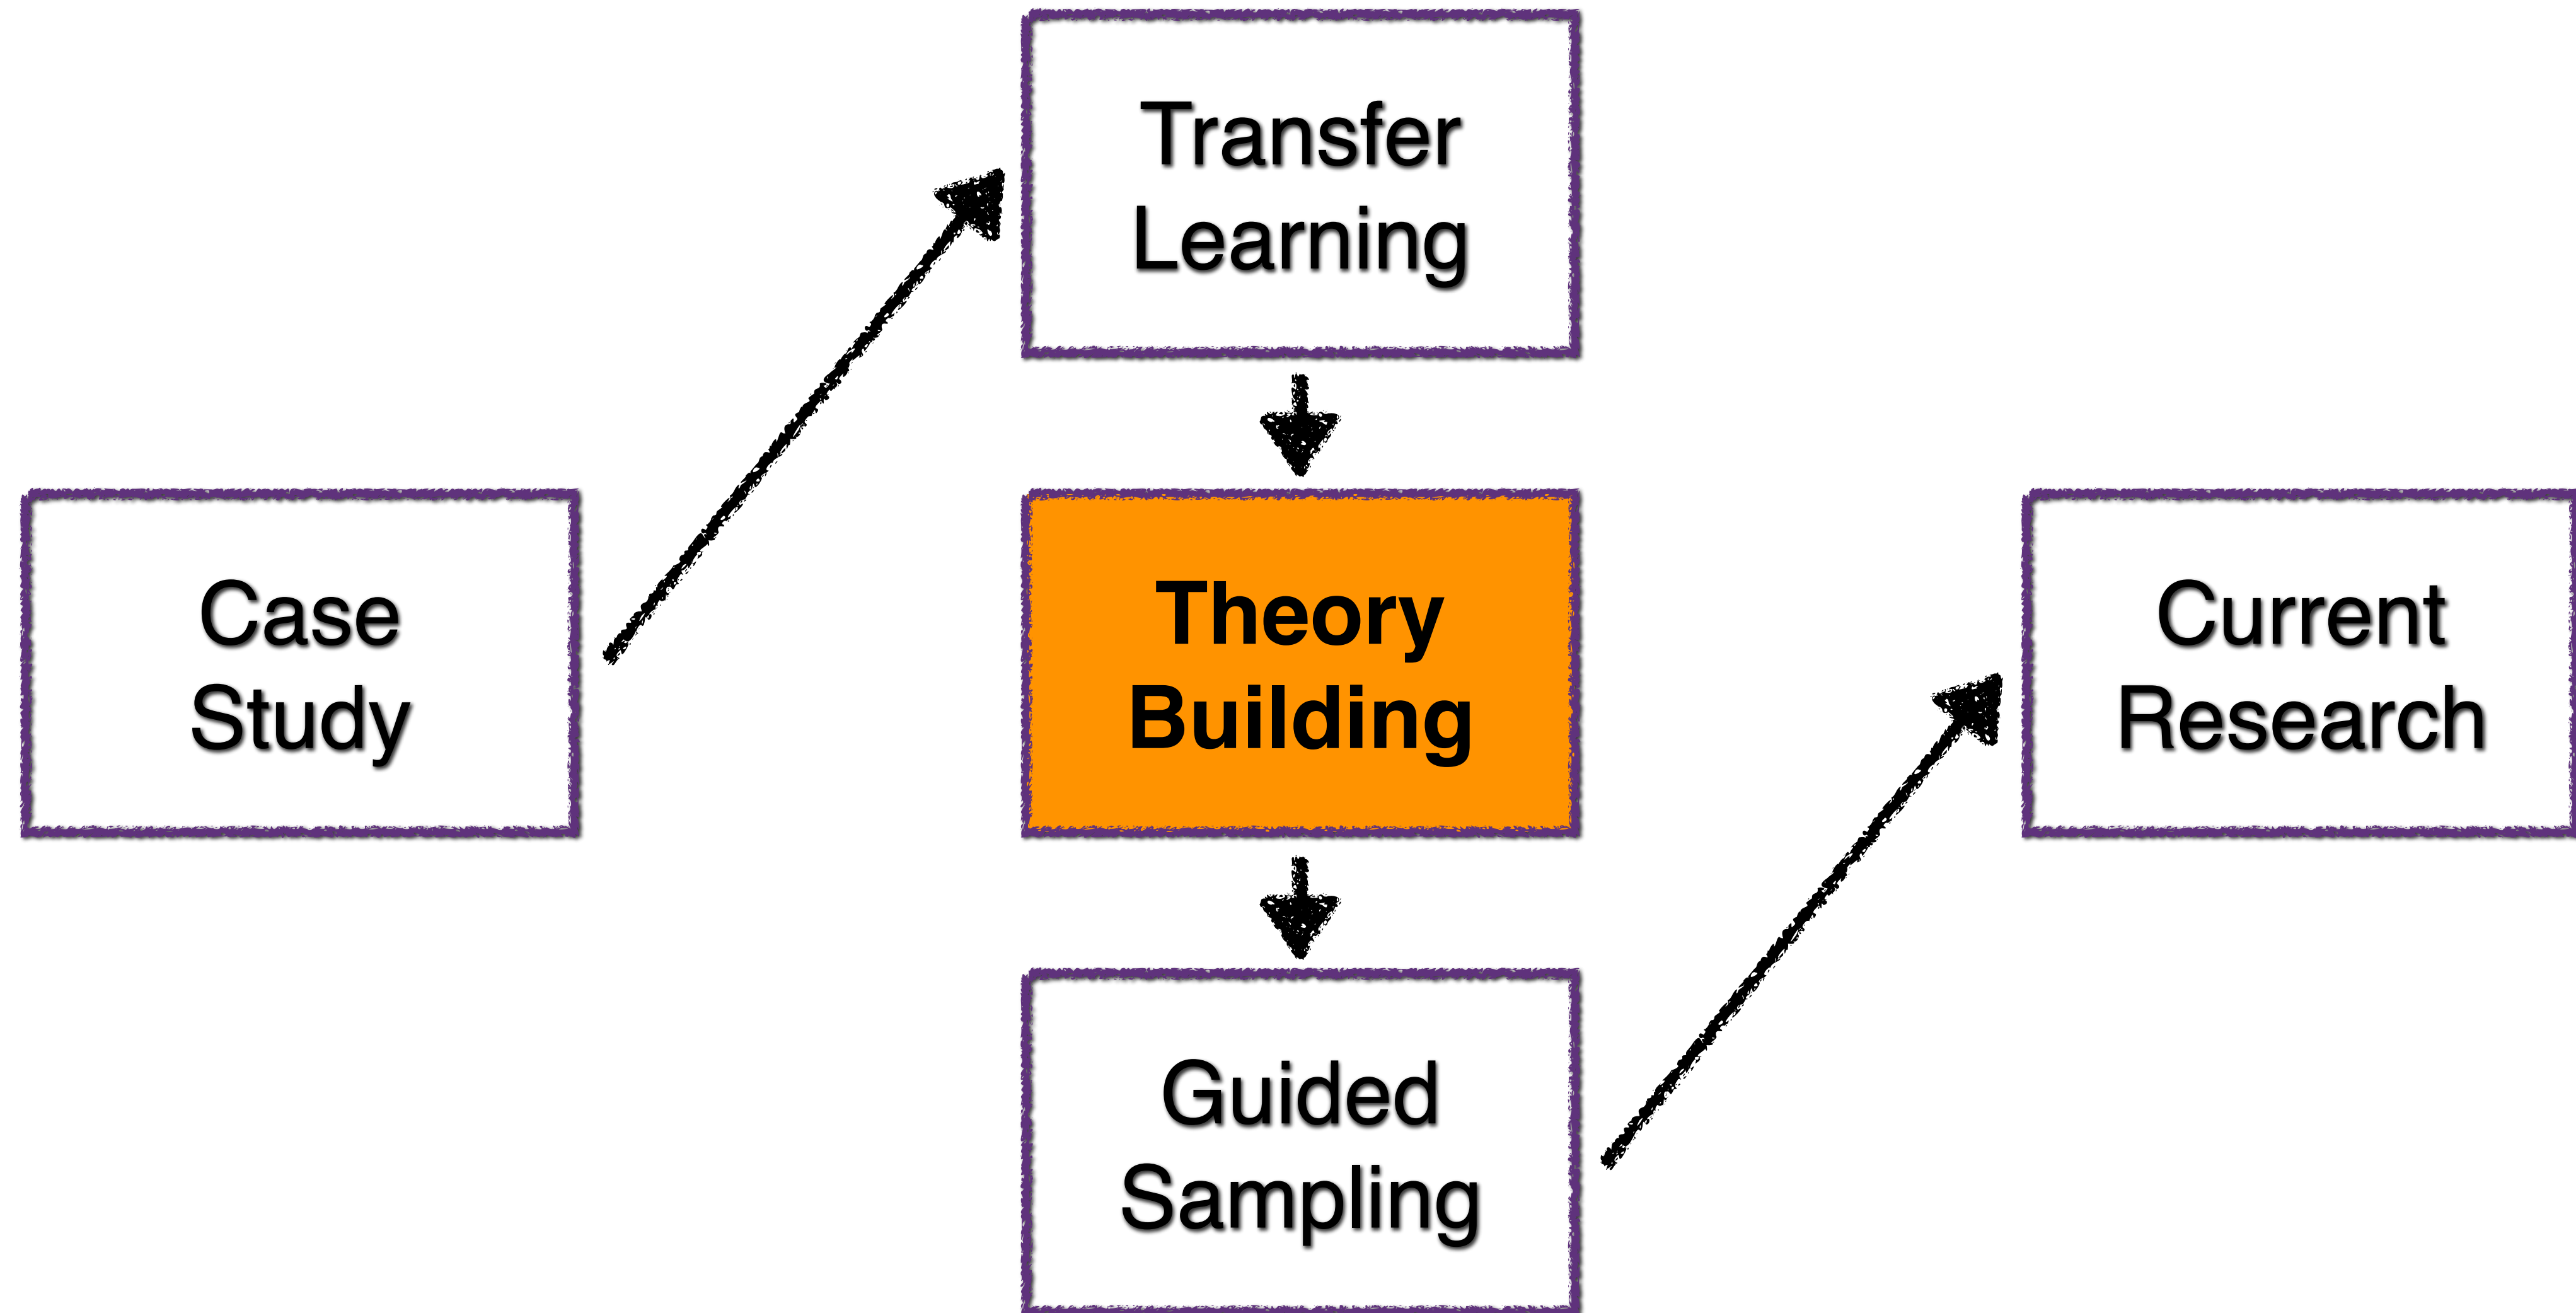 Transfer
Learning
Case
Study
Theory
Building
Current
Research
Guided
Sampling